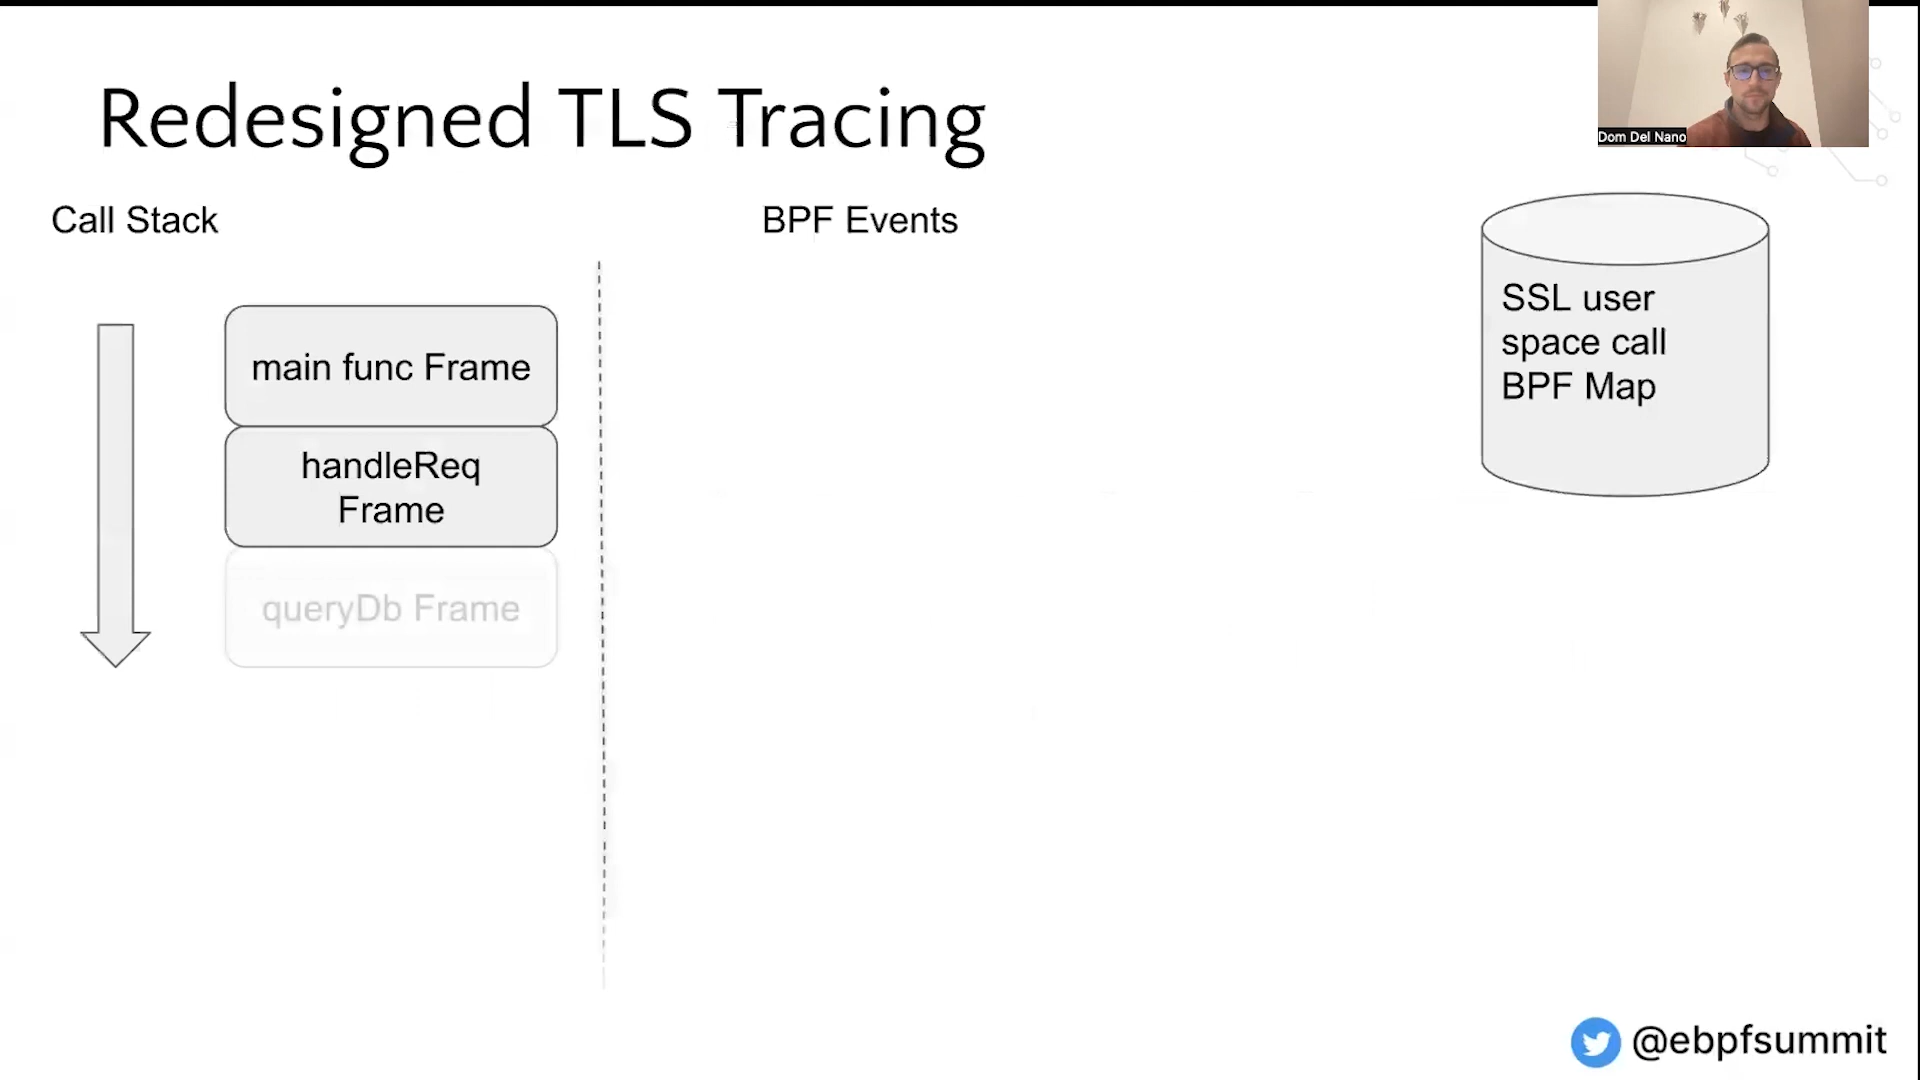 Redesigned TLS Tracing
Dom Del Nano
Call Stack
BPF Events
main func Frame
handleReq
Frame
queryDb Frame
SSL user
space call
BPF Map
@ebpfsummit